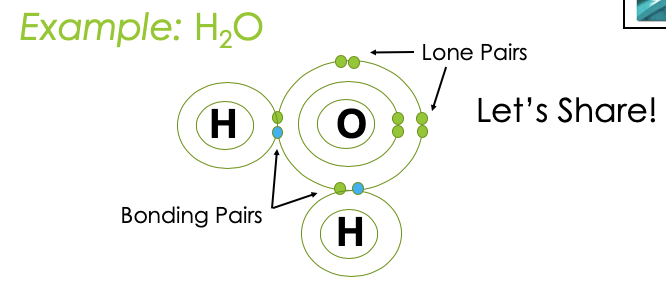 Example: H₂O
Lone Pairs
Let's Share!
H
O
Bonding Pairs
H